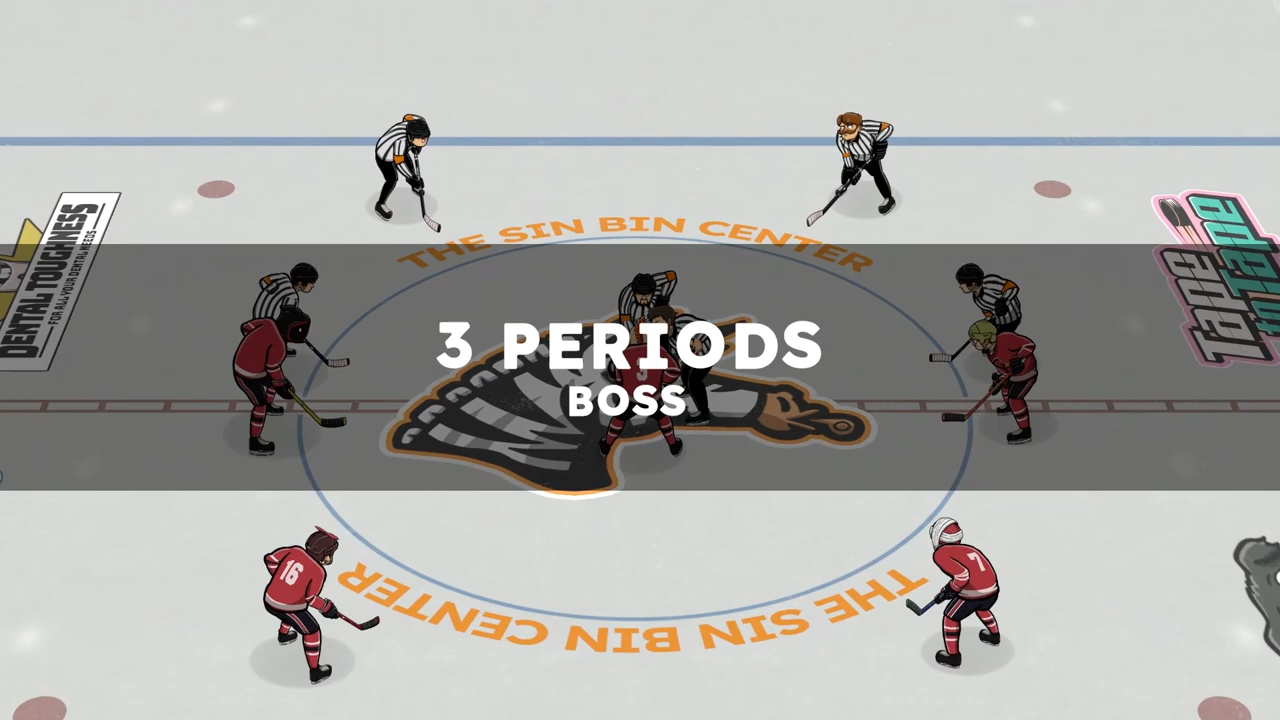 THE SIN BIN CENTER
DENTAL TOUGHNESS
FOR ALL YOUR DENTAL NEEDS
3 PERIODS
BOSS
3
16
7
THE SIN BIN CENTER